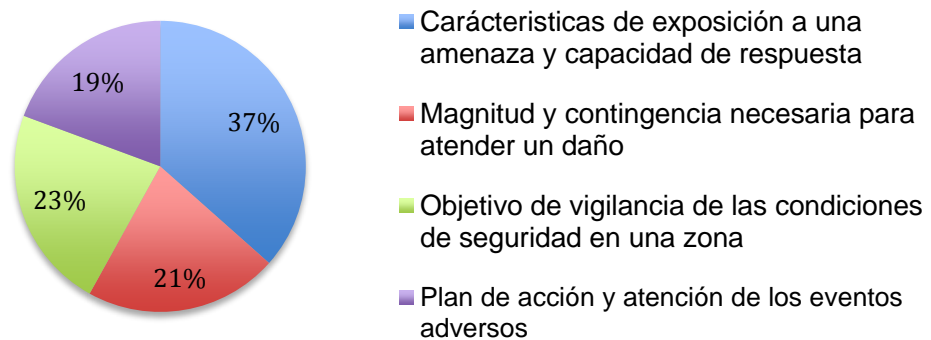 37%
21%
23%
19%
Carácteristicas de exposición a una
amenaza y capacidad de respuesta
Magnitud y contingencia necesaria para
atender un daño
Objetivo de vigilancia de las condiciones
de seguridad en una zona
Plan de acción y atención de los eventos
adversos